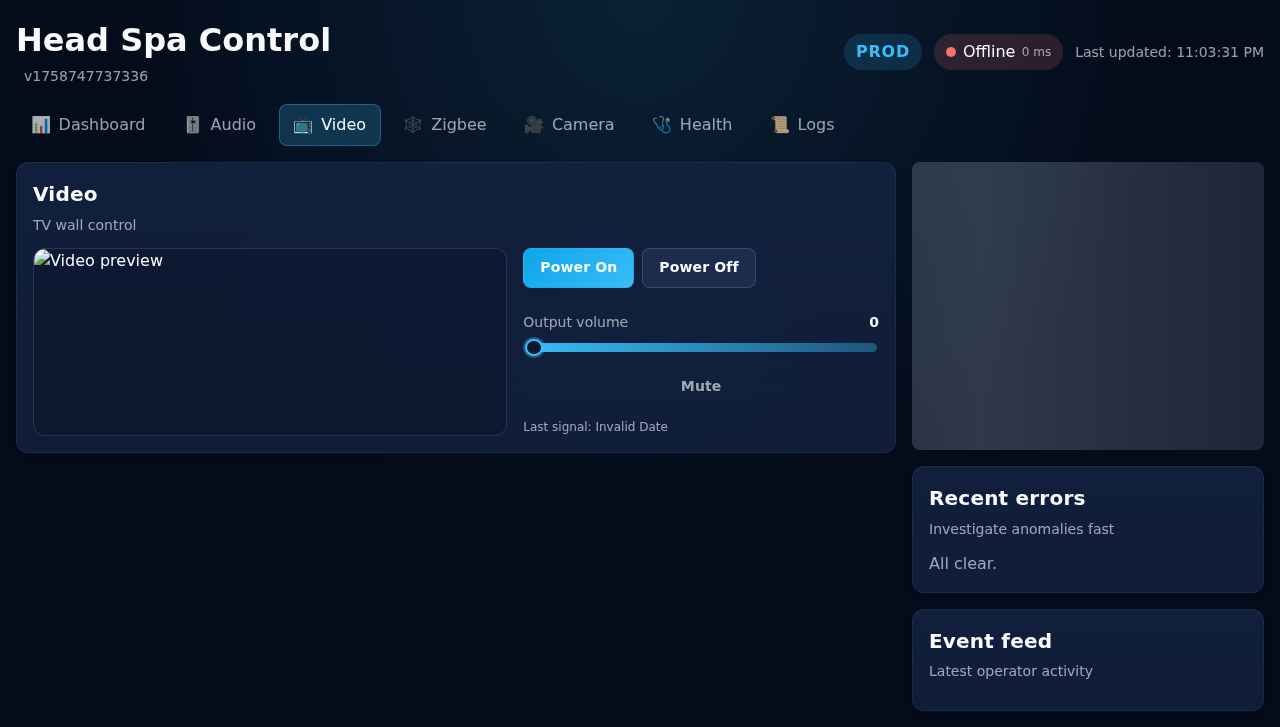 Head Spa Control
v1758747737336
PROD
Offline 0 ms
Last updated: 11:03:31 PM
Dashboard
Audio
Video
Zigbee
Camera
Health
Logs
Video
TV wall control
Video preview
Power On
Power Off
Output volume 0
Mute
Last signal: Invalid Date
Recent errors
Investigate anomalies fast
All clear.
Event feed
Latest operator activity